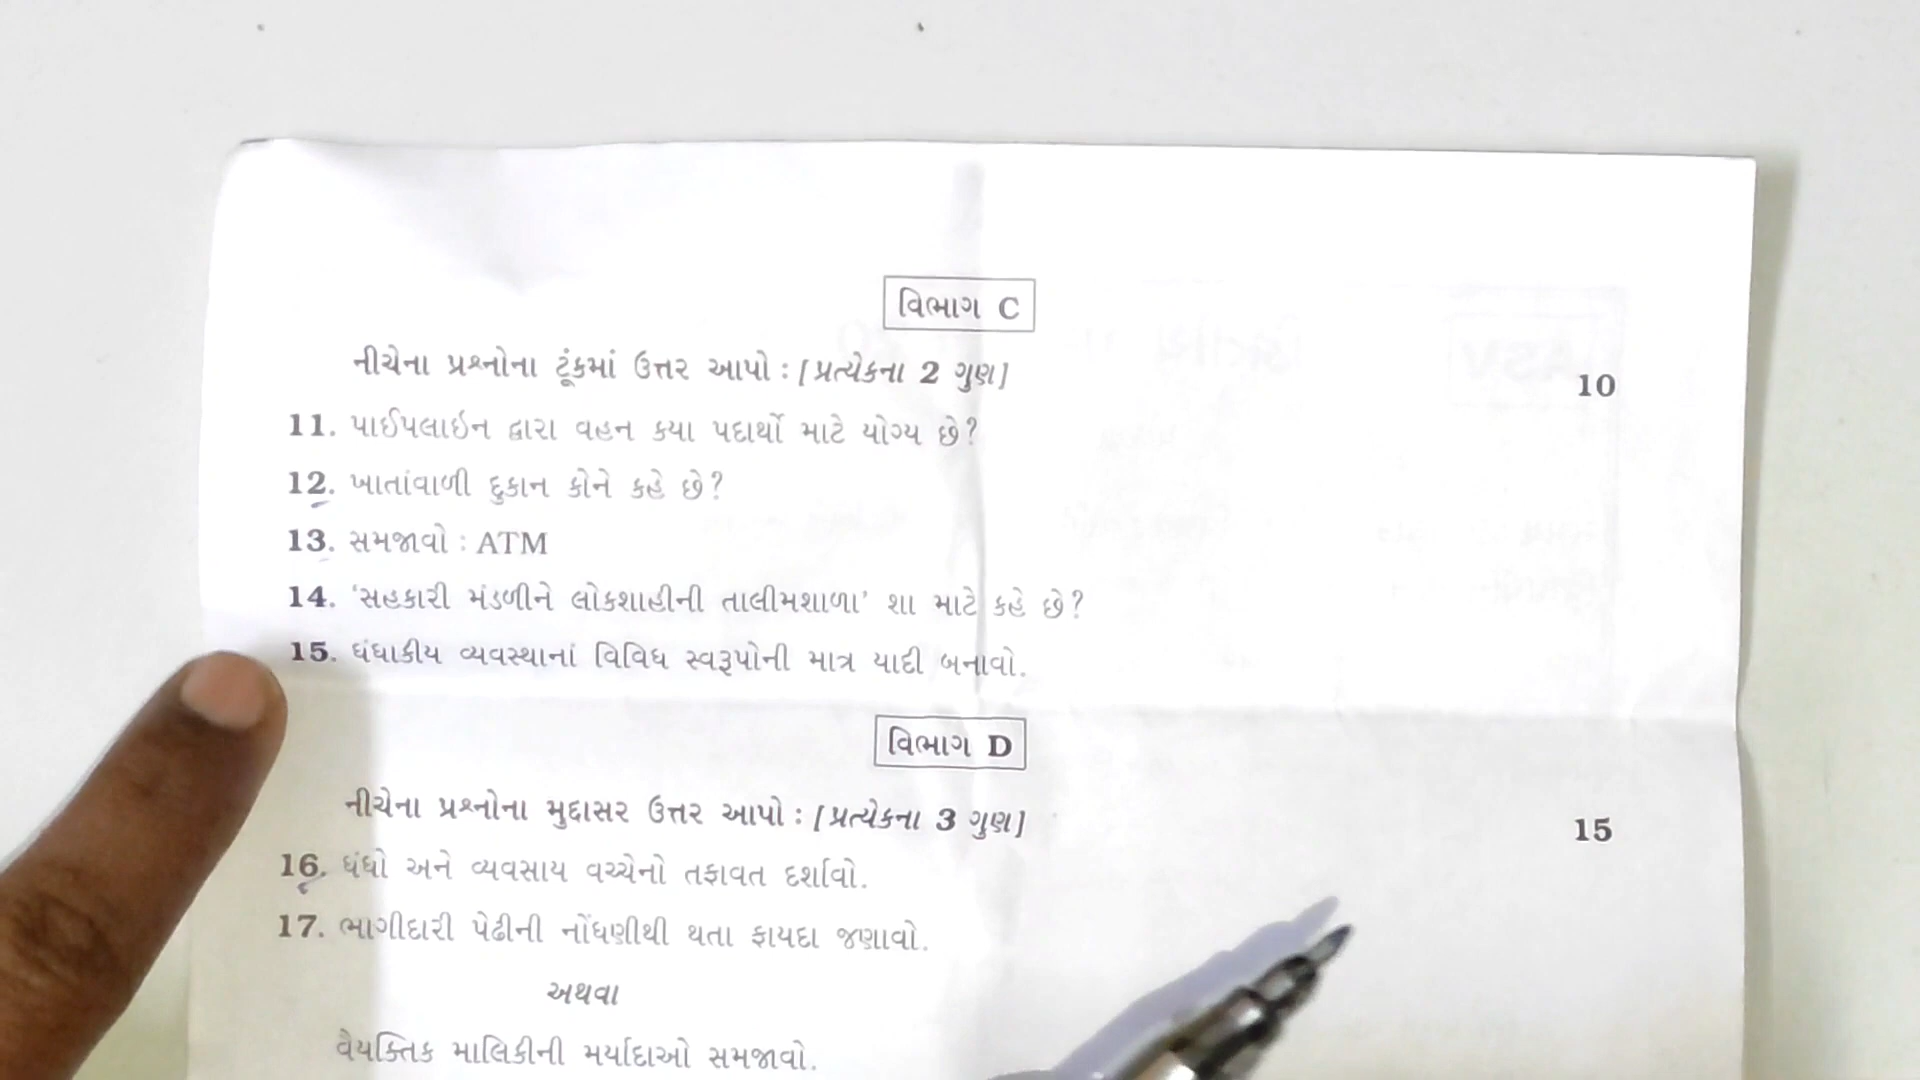 વિભાગ C
નીચેના પ્રશ્નોના ટૂંકમાં ઉત્તર આપો : [પ્રત્યેકના 2 ગુણ] 10
11. પાઈપલાઇન દ્વારા વહન કયા પદાર્થો માટે યોગ્ય છે?
12. ખાતાંવાળી દુકાન કોને કહે છે?
13. સમજાવો : ATM
14. ‘સહકારી મંડળીને લોકશાહીની તાલીમશાળા’ શા માટે કહે છે?
15. ધંધાકીય વ્યવસ્થાનાં વિવિધ સ્વરૂપોની માત્ર યાદી બનાવો.
વિભાગ D
નીચેના પ્રશ્નોના મુદ્દાસર ઉત્તર આપો : [પ્રત્યેકના 3 ગુણ] 15
16. ધંધો અને વ્યવસાય વચ્ચેનો તફાવત દર્શાવો.
17. ભાગીદારી પેઢીની નોંધણીથી થતા ફાયદા જણાવો.
અથવા
વૈયક્તિક માલિકીની મર્યાદાઓ સમજાવો.